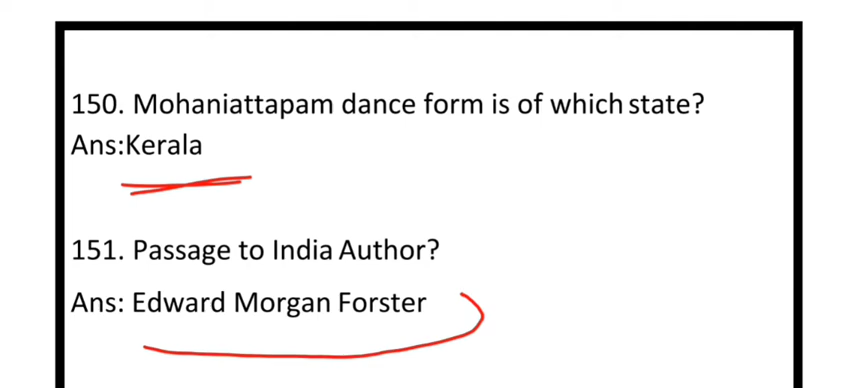 150. Mohaniattapam dance form is of which state?
Ans:Kerala
151. Passage to India Author?
Ans: Edward Morgan Forster